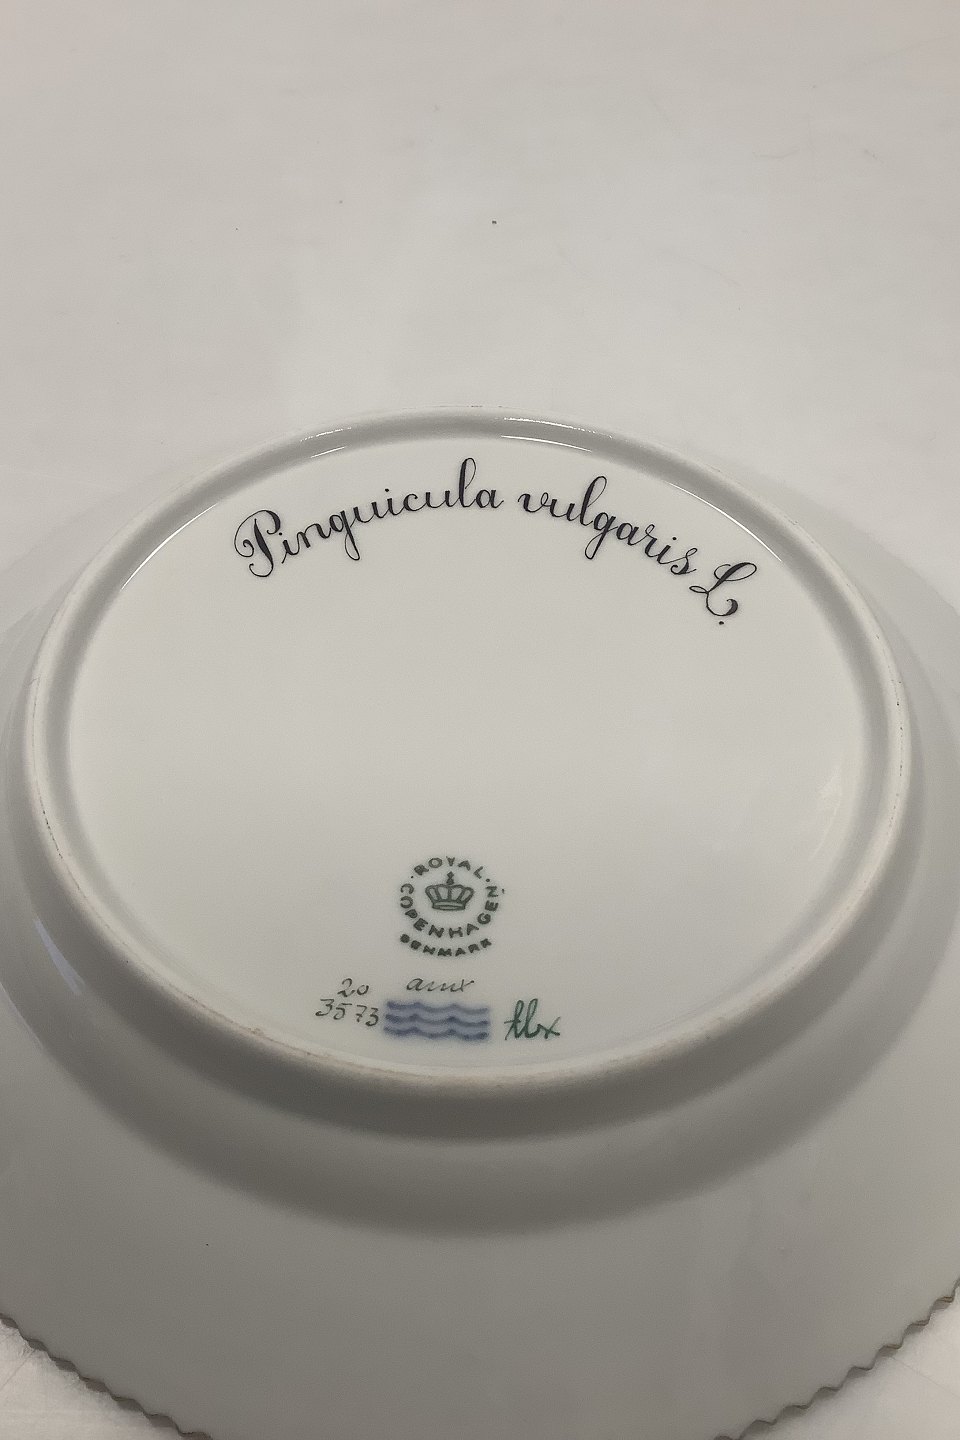 Pinguicula vulgaris L.
ROYAL
COPENHAGEN
DENMARK
20
3573